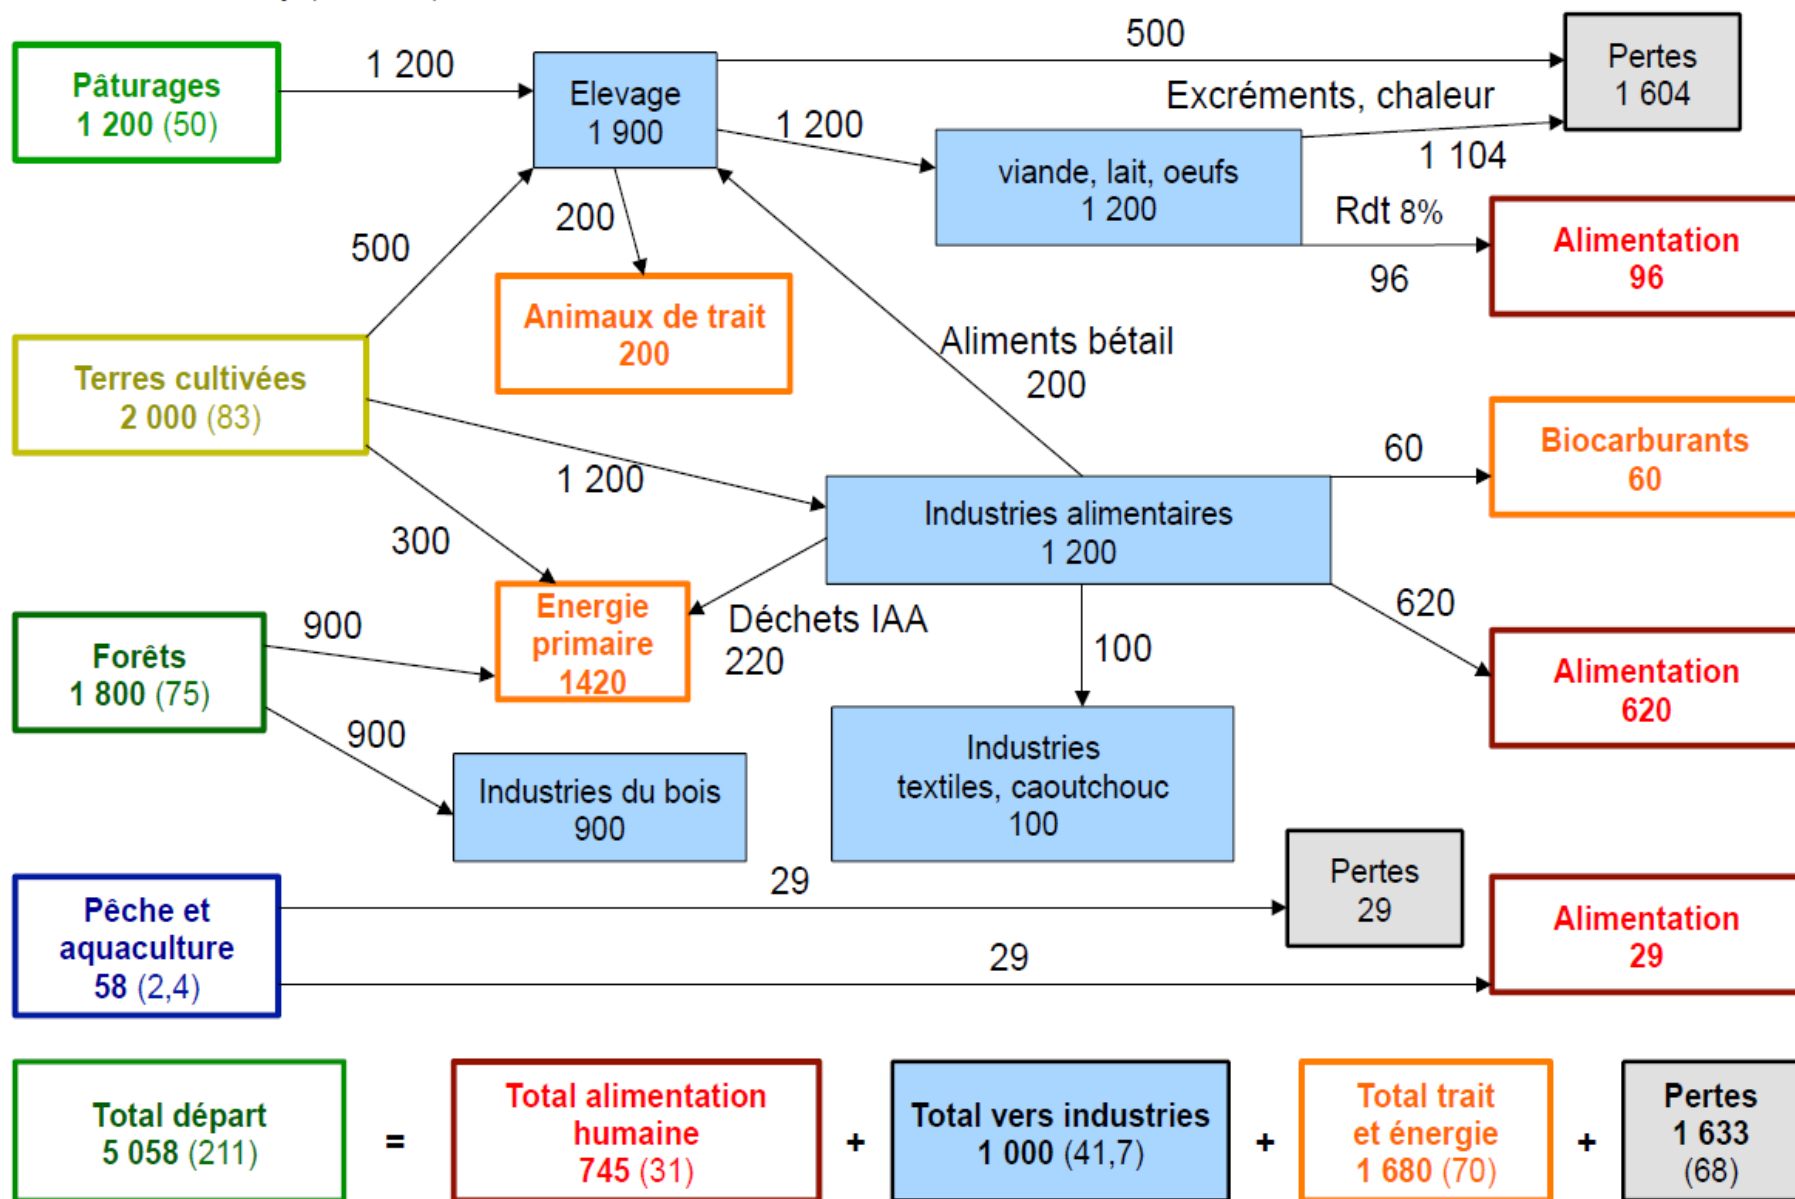 1 200
500
Pâturages
1 200 (50)
Elevage
1 900
Pertes
1 604
Excréments, chaleur
1 200
1 104
viande, lait, oeufs
1 200
Rdt 8%
96
Alimentation
96
500
200
Animaux de trait
200
Aliments bétail
200
Terres cultivées
2 000 (83)
1 200
300
60
Biocarburants
60
Industries alimentaires
1 200
620
Alimentation
620
Energie
primaire
1420
Déchets IAA
220
100
Forêts
1 800 (75)
900
900
Industries du bois
900
Industries
textiles, caoutchouc
100
Pêche et
aquaculture
58 (2,4)
29
Pertes
29
29
Alimentation
29
Total départ
5 058 (211)
=
Total alimentation
humaine
745 (31)
+
Total vers industries
1 000 (41,7)
+
Total trait
et énergie
1 680 (70)
+
Pertes
1 633
(68)